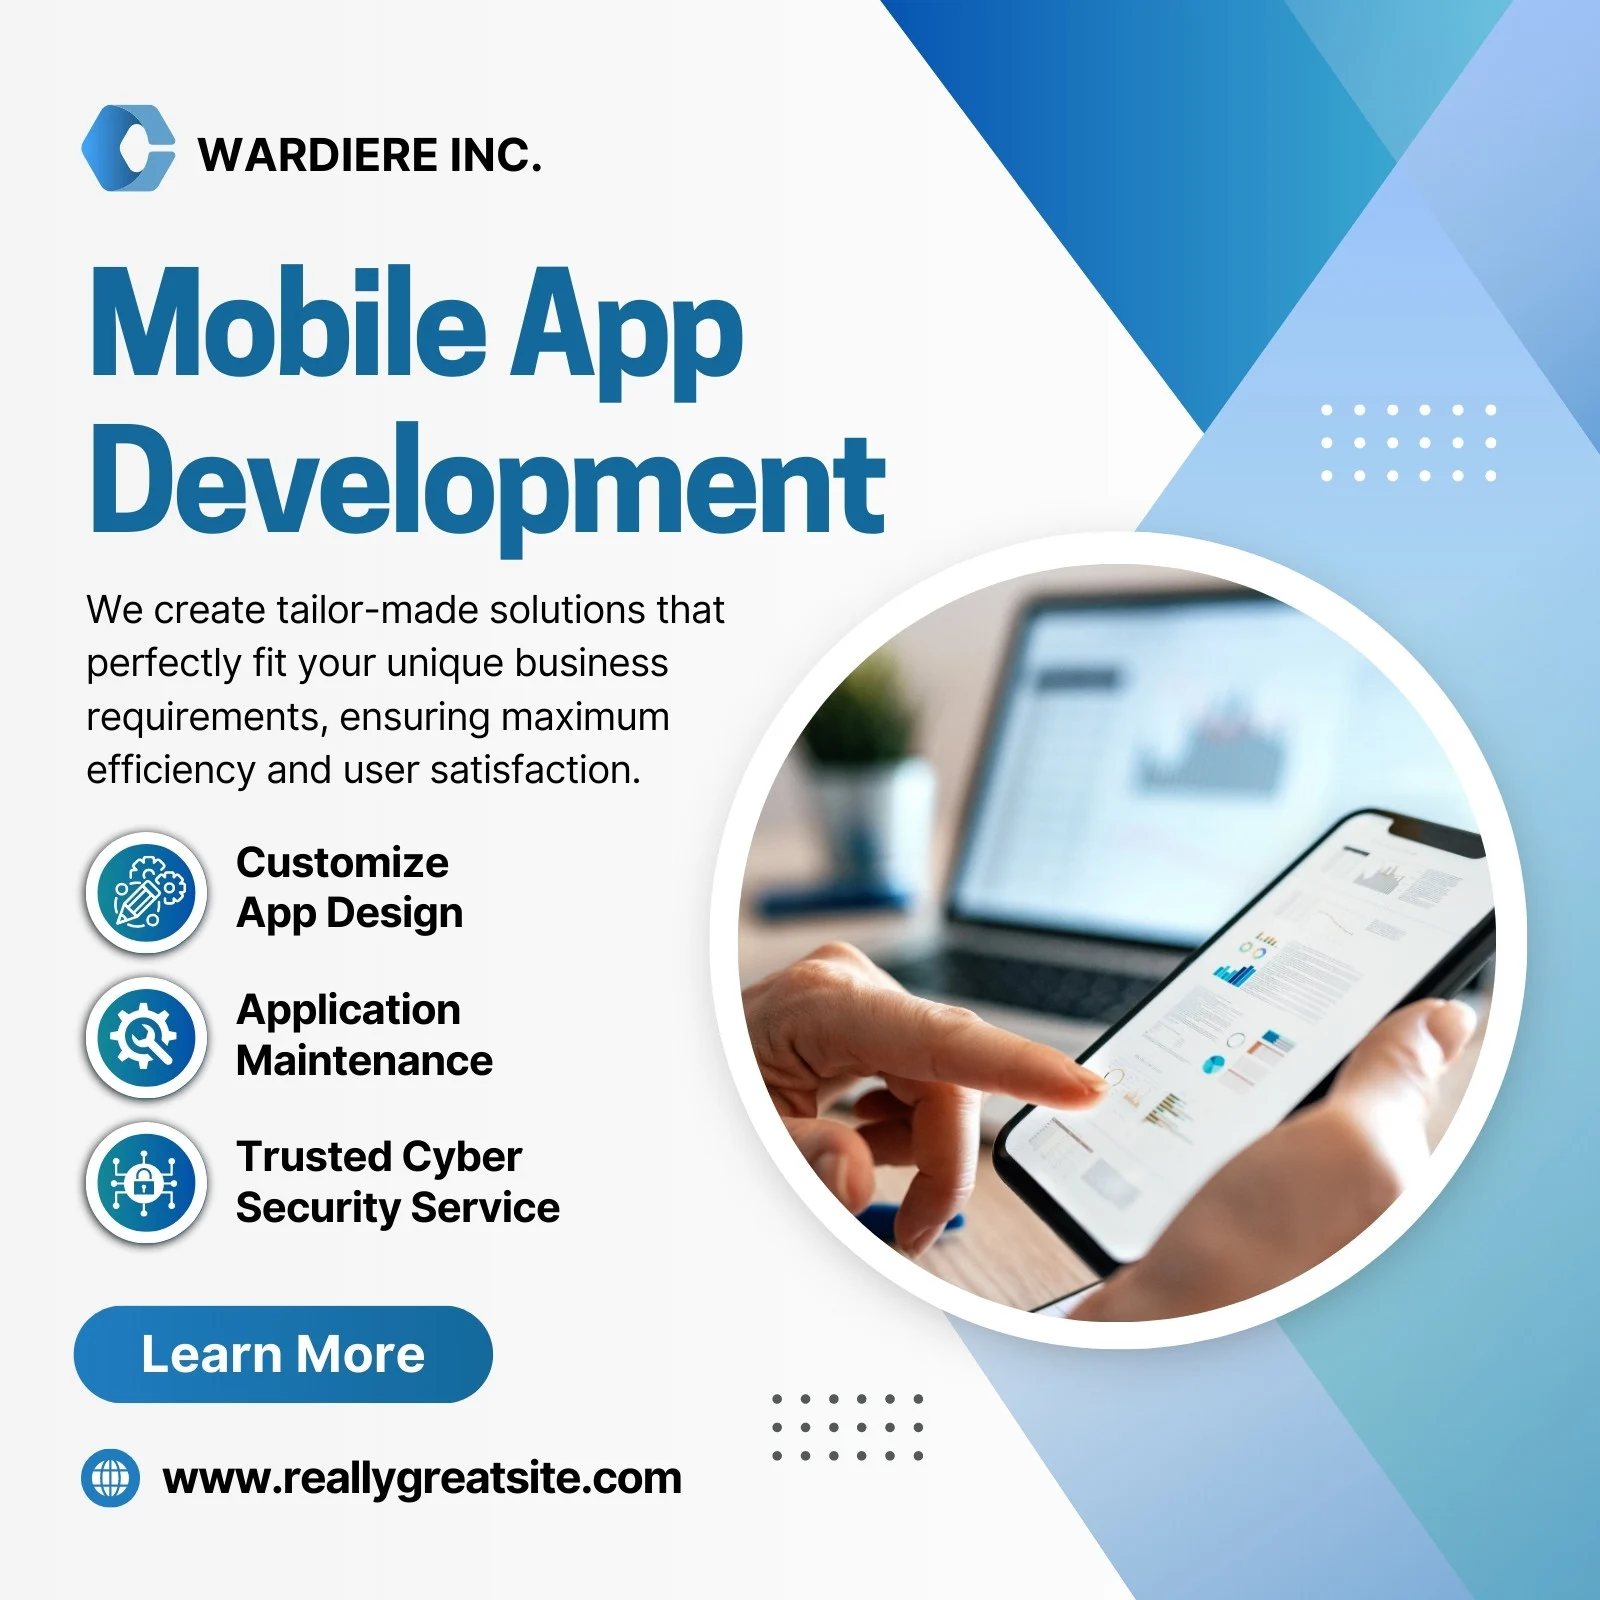 WARDIERE INC.
Mobile App
Development
We create tailor-made solutions that
perfectly fit your unique business
requirements, ensuring maximum
efficiency and user satisfaction.
Customize
App Design
Application
Maintenance
Trusted Cyber
Security Service
Learn More
www.reallygreatsite.com